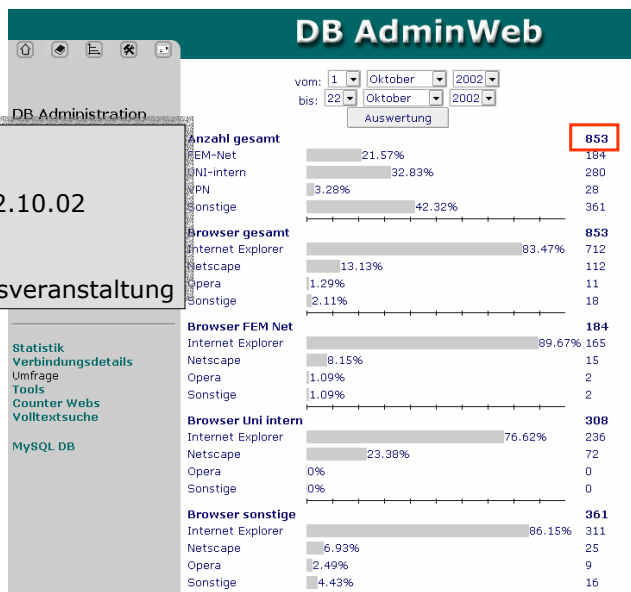 DB AdminWeb
vom: 1 Oktober 2002
bis: 22 Oktober 2002
Auswertung
DB Administration
2.10.02
sveranstaltung
Statistik
Verbindungsdetails
Umfrage
Tools
Counter Webs
Volltextsuche
MySQL DB
Anzahl gesamt 853
FEM-Net 21.57% 184
UNI-intern 32.83% 280
VPN 3.28% 28
Sonstige 42.32% 361
Browser gesamt 853
Internet Explorer 83.47% 712
Netscape 13.13% 112
Opera 1.29% 11
Sonstige 2.11% 18
Browser FEM Net 184
Internet Explorer 89.67% 165
Netscape 8.15% 15
Opera 1.09% 2
Sonstige 1.09% 2
Browser Uni intern 308
Internet Explorer 76.62% 236
Netscape 23.38% 72
Opera 0% 0
Sonstige 0% 0
Browser sonstige 361
Internet Explorer 86.15% 311
Netscape 6.93% 25
Opera 2.49% 9
Sonstige 4.43% 16